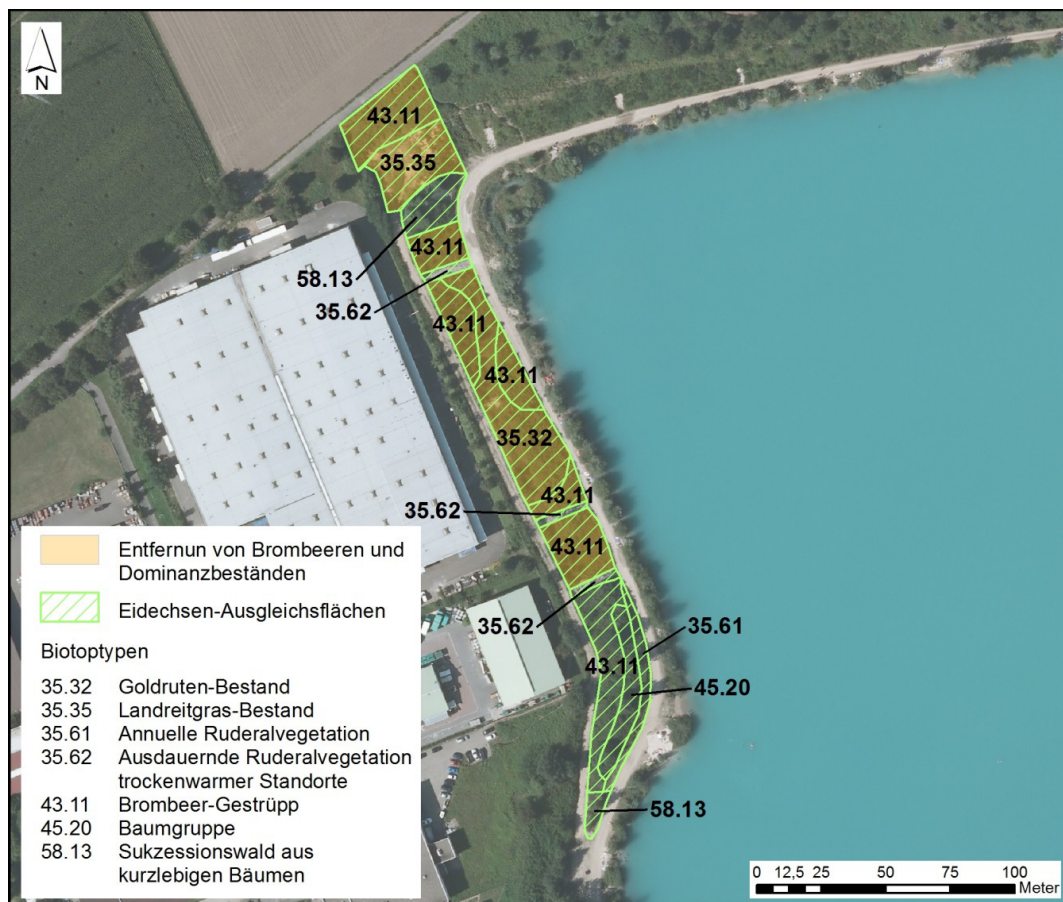 N
43.11
35.35
43.11
58.13
35.62
43.11
43.11
35.32
43.11
35.62
43.11
35.62
35.61
43.11
45.20
58.13
Entfernun von Brombeeren und
Dominanzbeständen
Eidechsen-Ausgleichsflächen
Biotoptypen
35.32 Goldruten-Bestand
35.35 Landreitgras-Bestand
35.61 Annuelle Ruderalvegetation
35.62 Ausdauernde Ruderalvegetation
trockenwarmer Standorte
43.11 Brombeer-Gestrüpp
45.20 Baumgruppe
58.13 Sukzessionswald aus
kurzlebigen Bäumen
0 12,5 25 50 75 100
Meter